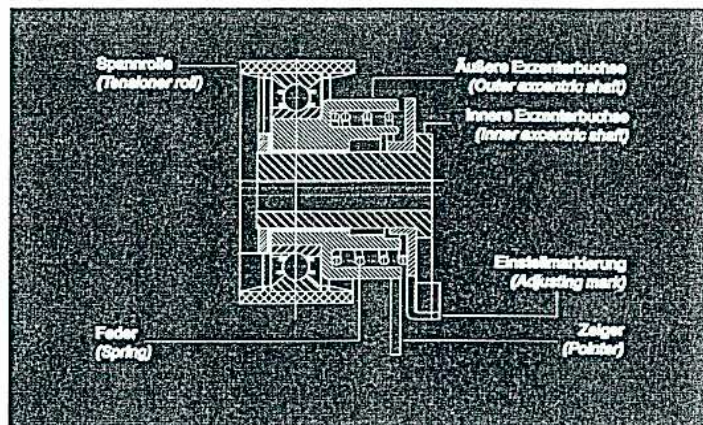 Spannrolle
(Tensioner roll)
Äußere Exzenterbuchse
(Outer excentric shaft)
Innere Exzenterbuchse
(Inner excentric shaft)
Einstellmarkierung
(Adjusting mark)
Feder
(Spring)
Zeiger
(Pointer)